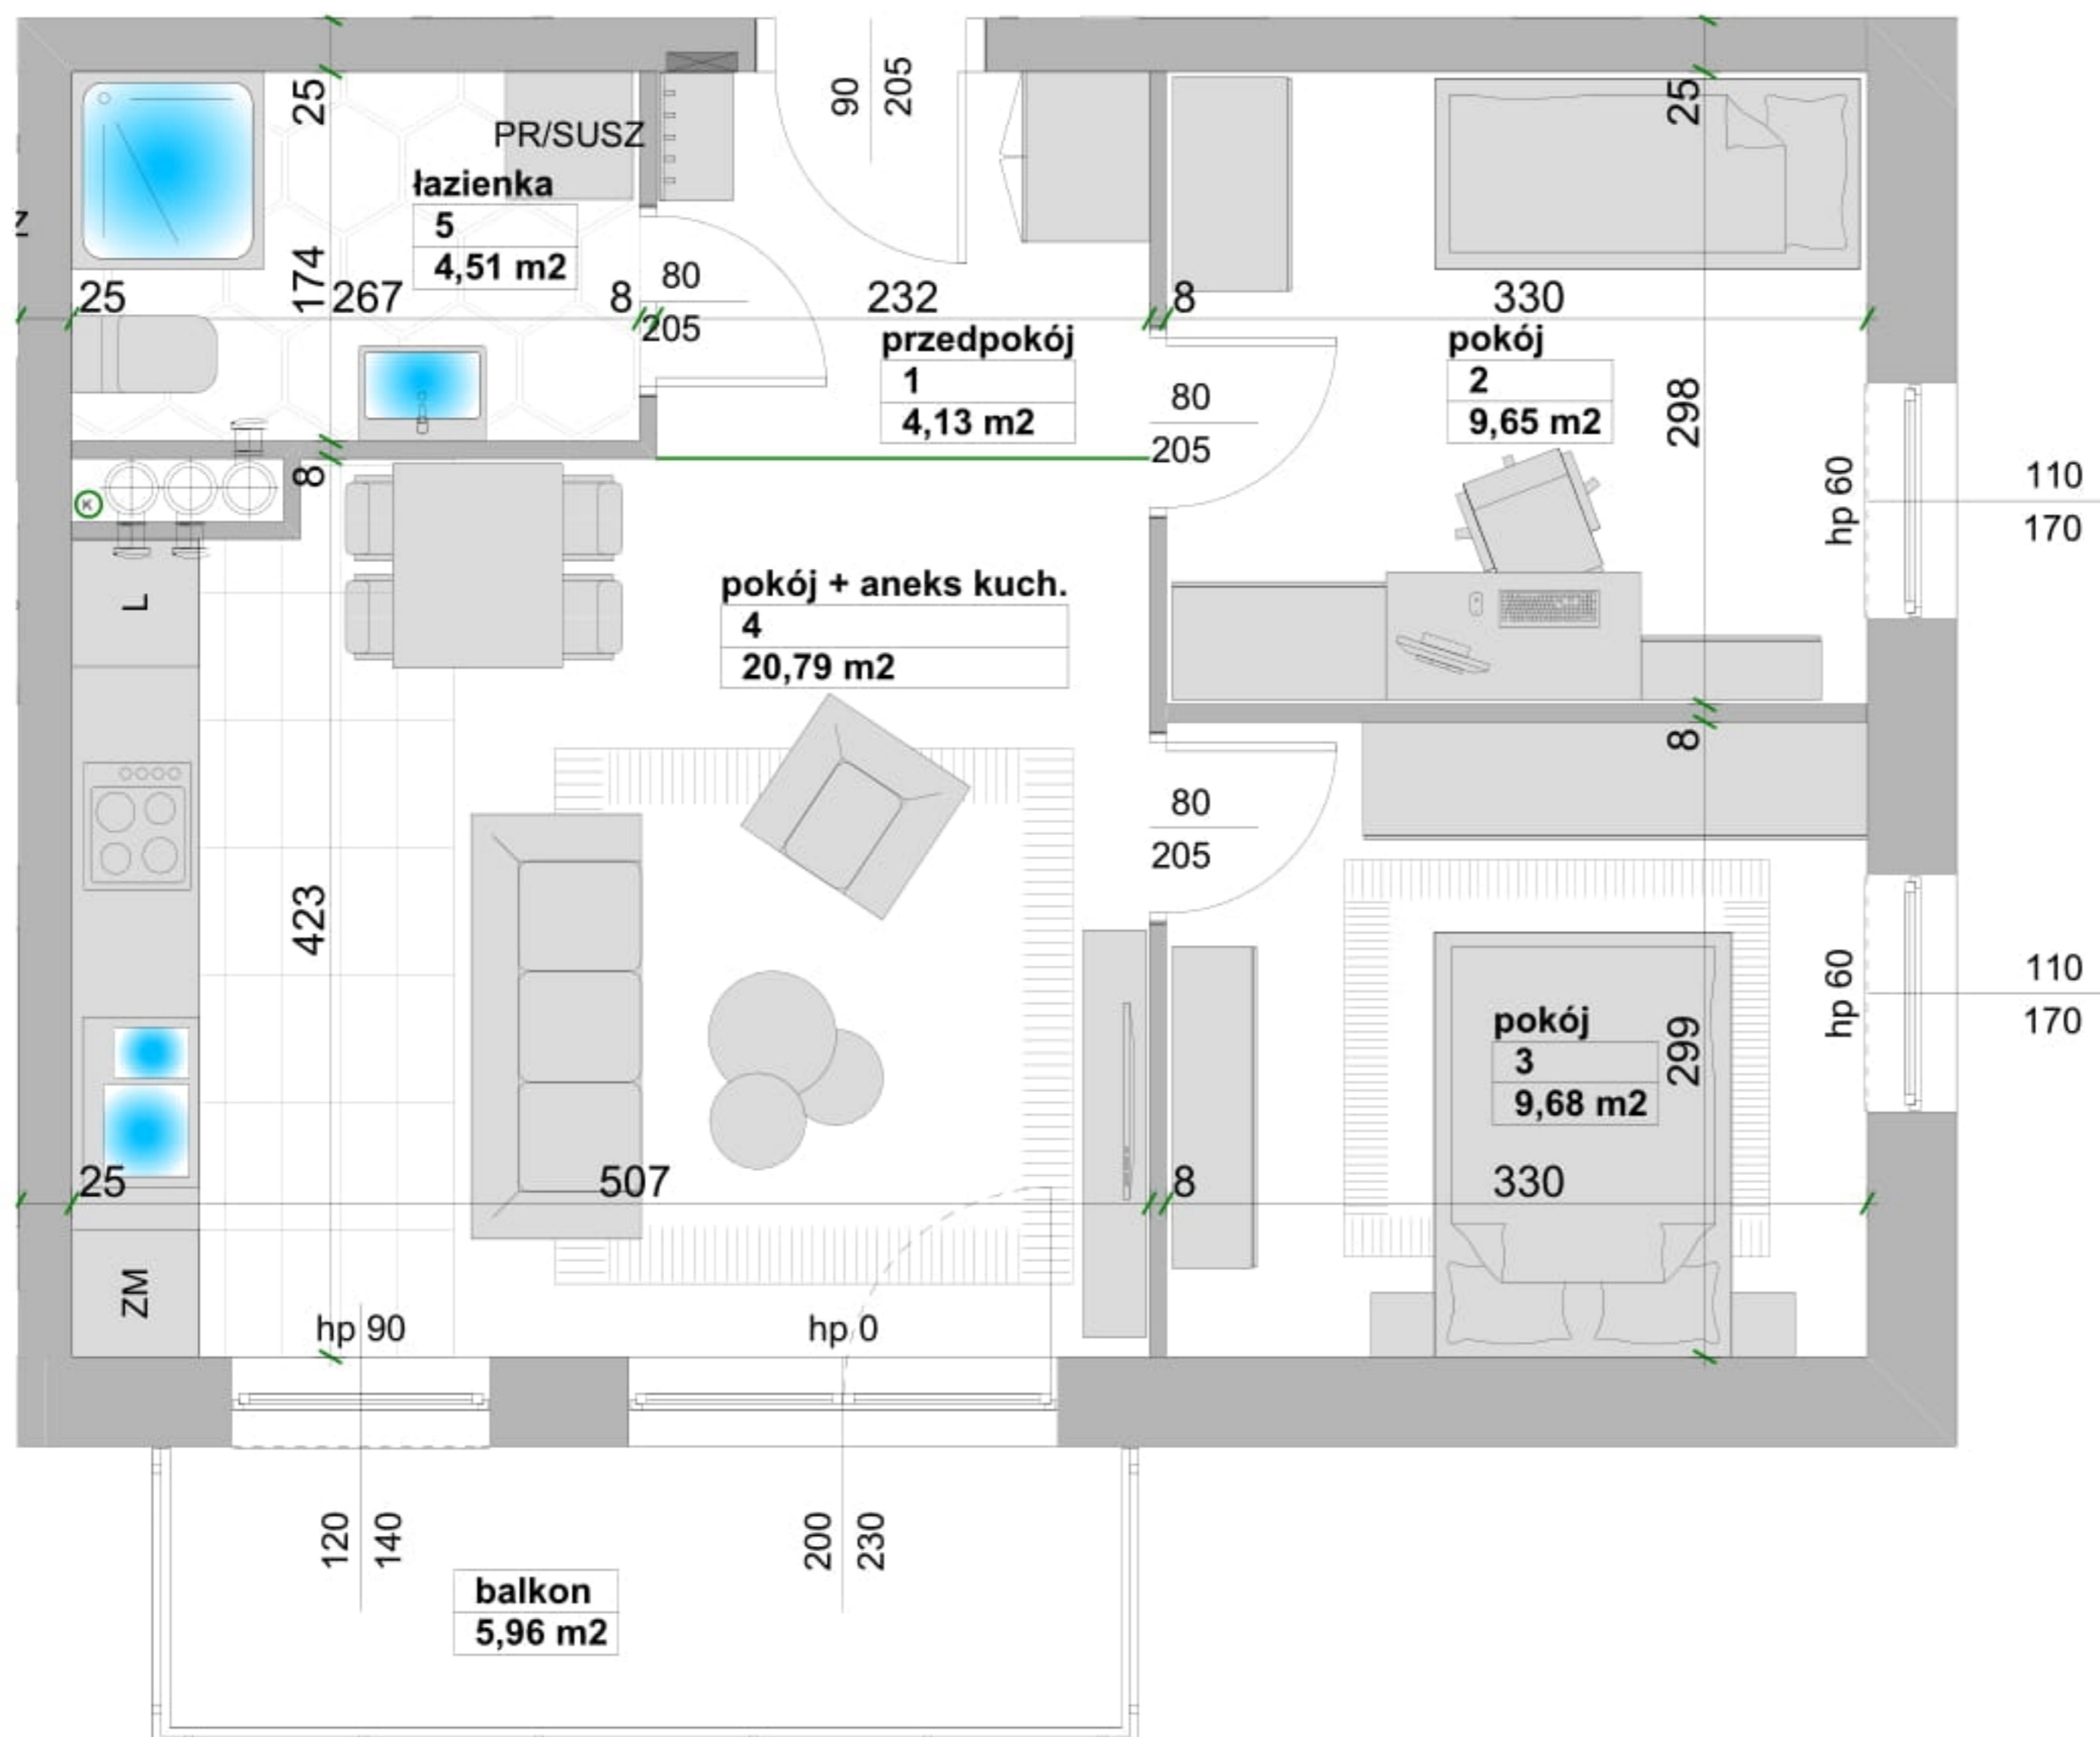 90
205
25
25
PR/SUSZ
łazienka
5
4,51 m2
Z
174
25
267
8
80
205
232
8
330
przedpokój
1
4,13 m2
pokój
2
9,65 m2
298
80
205
hp 60
110
170
8
K
L
pokój + aneks kuch.
4
20,79 m2
8
80
205
423
hp 60
110
170
pokój
3
9,68 m2
299
25
507
8
330
ZM
hp 90
hp 0
120
140
200
230
balkon
5,96 m2